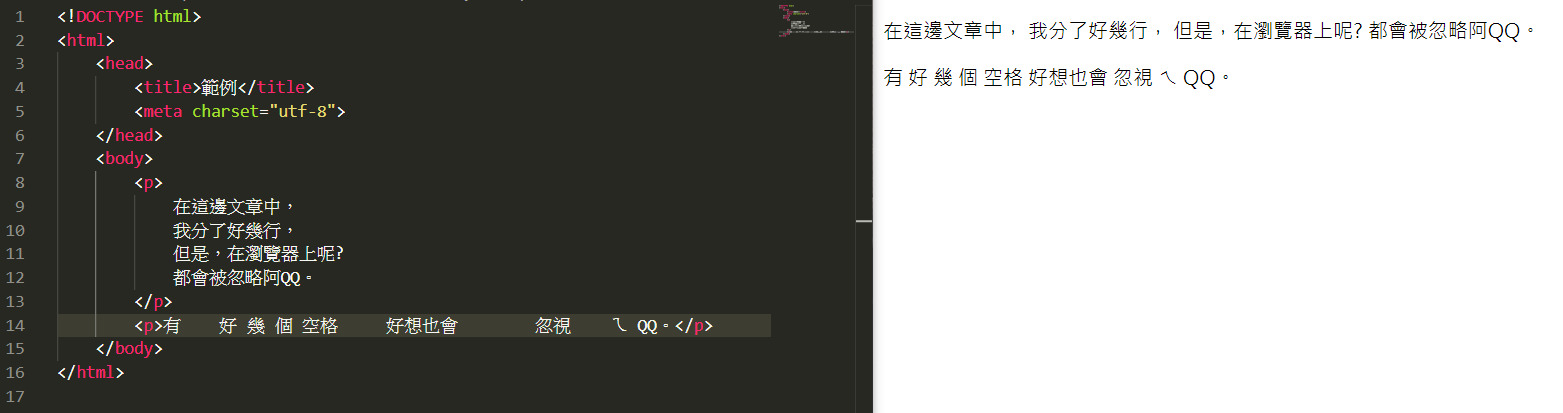 1 <!DOCTYPE html>
2 <html>
3     <head>
4         <title>範例</title>
5         <meta charset="utf-8">
6     </head>
7     <body>
8         <p>
9             在這邊文章中，
10             我分了好幾行，
11             但是，在瀏覽器上呢?
12             都會被忽略阿QQ。
13         </p>
14         <p>有    好 幾 個 空格     好想也會        忽視    ㄟ QQ。</p>
15     </body>
16 </html>
17
在這邊文章中， 我分了好幾行， 但是，在瀏覽器上呢? 都會被忽略阿QQ。
有 好 幾 個 空格 好想也會 忽視 ㄟ QQ。